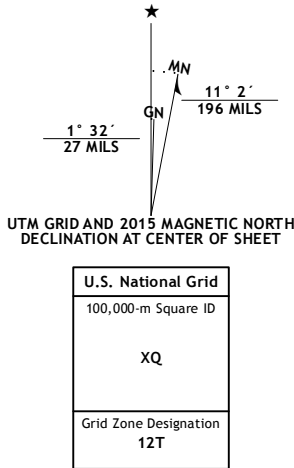 MN
11° 2´
196 MILS
GN
1° 32´
27 MILS
UTM GRID AND 2015 MAGNETIC NORTH
DECLINATION AT CENTER OF SHEET
U.S. National Grid
100,000-m Square ID
XQ
Grid Zone Designation
12T